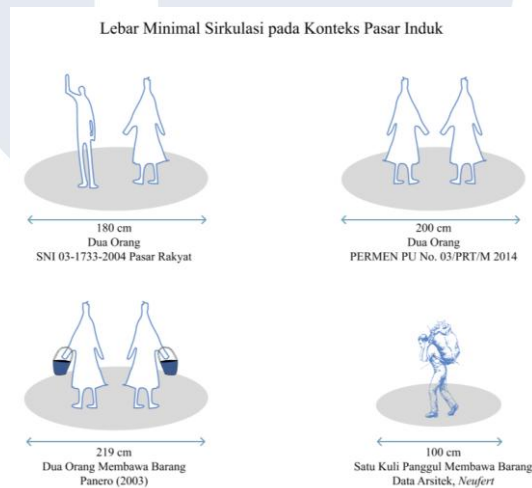 Lebar Minimal Sirkulasi pada Konteks Pasar Induk
180 cm
Dua Orang
SNI 03-1733-2004 Pasar Rakyat
200 cm
Dua Orang
PERMEN PU No. 03/PRT/M 2014
219 cm
Dua Orang Membawa Barang
Panero (2003)
100 cm
Satu Kuli Panggul Membawa Barang
Data Arsitek, Neufert